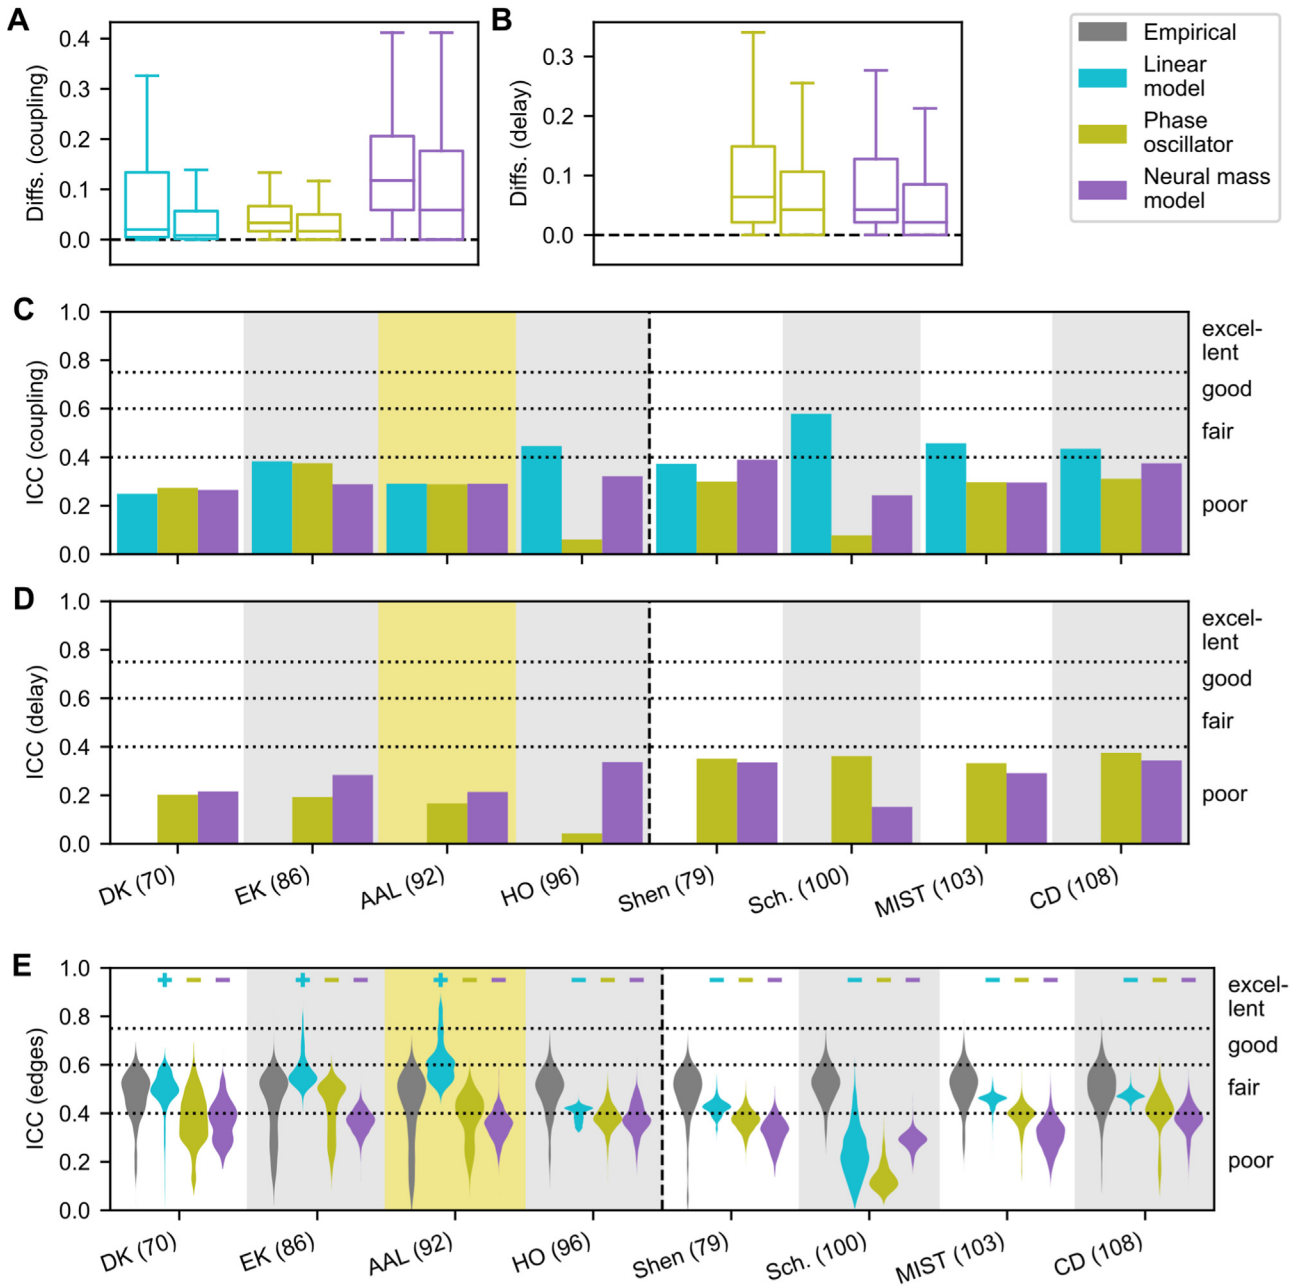 A
Diffs. (coupling)
0.4
0.3
0.2
0.1
0.0
B
Diffs. (delay)
0.3
0.2
0.1
0.0
Empirical
Linear
model
Phase
oscillator
Neural mass
model
C
ICC (coupling)
1.0
0.8
0.6
0.4
0.2
0.0
excel-
lent
good
fair
poor
D
ICC (delay)
1.0
0.8
0.6
0.4
0.2
0.0
excel-
lent
good
fair
poor
DK (70)
EK (86)
AAL (92)
HO (96)
Shen (79)
Sch. (100)
MIST (103)
CD (108)
E
ICC (edges)
1.0
0.8
0.6
0.4
0.2
0.0
+ – –
+ – –
+ – –
– – –
– – –
– – –
– – –
– – –
excel-
lent
good
fair
poor
DK (70)
EK (86)
AAL (92)
HO (96)
Shen (79)
Sch. (100)
MIST (103)
CD (108)